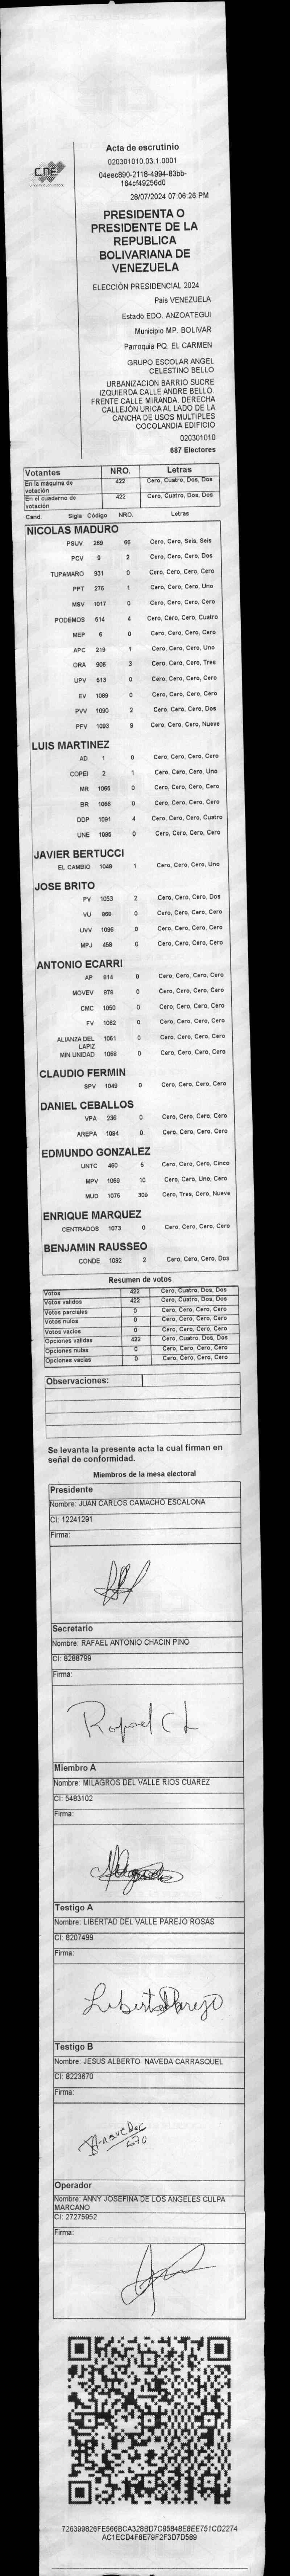 CNE
Acta de escrutinio
020301010.03.1.0001
04eec890-2118-4994-83bb-
164cf49256d0
28/07/2024 07:06:26 PM
PRESIDENTA O
PRESIDENTE DE LA
REPUBLICA
BOLIVARIANA DE
VENEZUELA
ELECCIÓN PRESIDENCIAL 2024
País VENEZUELA
Estado EDO. ANZOATEGUI
Municipio MP. BOLIVAR
Parroquia PQ. EL CARMEN
GRUPO ESCOLAR ANGEL
CELESTINO BELLO
URBANIZACIÓN BARRIO SUCRE
IZQUIERDA CALLE ANDRE BELLO.
FRENTE CALLE MIRANDA. DERECHA
CALLEJÓN URICA AL LADO DE LA
CANCHA DE USOS MULTIPLES
COCOLANDIA EDIFICIO
020301010
687 Electores
Votantes NRO. Letras
En la máquina de votación 422 Cero, Cuatro, Dos, Dos
En el cuaderno de votación 422 Cero, Cuatro, Dos, Dos
Cand. Sigla Código NRO. Letras
NICOLAS MADURO
PSUV 269 66 Cero, Cero, Seis, Seis
PCV 9 2 Cero, Cero, Cero, Dos
TUPAMARO 931 0 Cero, Cero, Cero, Cero
PPT 276 1 Cero, Cero, Cero, Uno
MSV 1017 0 Cero, Cero, Cero, Cero
PODEMOS 514 4 Cero, Cero, Cero, Cuatro
MEP 6 0 Cero, Cero, Cero, Cero
APC 219 1 Cero, Cero, Cero, Uno
ORA 906 3 Cero, Cero, Cero, Tres
UPV 513 0 Cero, Cero, Cero, Cero
EV 1089 0 Cero, Cero, Cero, Cero
PVV 1090 2 Cero, Cero, Cero, Dos
PFV 1093 9 Cero, Cero, Cero, Nueve
LUIS MARTINEZ
AD 1 0 Cero, Cero, Cero, Cero
COPEI 2 1 Cero, Cero, Cero, Uno
MR 1065 0 Cero, Cero, Cero, Cero
BR 1066 0 Cero, Cero, Cero, Cero
DDP 1091 4 Cero, Cero, Cero, Cuatro
UNE 1095 0 Cero, Cero, Cero, Cero
JAVIER BERTUCCI
EL CAMBIO 1048 1 Cero, Cero, Cero, Uno
JOSE BRITO
PV 1053 2 Cero, Cero, Cero, Dos
VU 969 0 Cero, Cero, Cero, Cero
UVV 1096 0 Cero, Cero, Cero, Cero
MPJ 458 0 Cero, Cero, Cero, Cero
ANTONIO ECARRI
AP 914 0 Cero, Cero, Cero, Cero
MOVEV 976 0 Cero, Cero, Cero, Cero
CMC 1050 0 Cero, Cero, Cero, Cero
FV 1062 0 Cero, Cero, Cero, Cero
ALIANZA DEL LAPIZ 1051 0 Cero, Cero, Cero, Cero
MIN UNIDAD 1068 0 Cero, Cero, Cero, Cero
CLAUDIO FERMIN
SPV 1049 0 Cero, Cero, Cero, Cero
DANIEL CEBALLOS
VPA 236 0 Cero, Cero, Cero, Cero
AREPA 1094 0 Cero, Cero, Cero, Cero
EDMUNDO GONZALEZ
UNTC 460 5 Cero, Cero, Cero, Cinco
MPV 1069 10 Cero, Cero, Uno, Cero
MUD 1075 309 Cero, Tres, Cero, Nueve
ENRIQUE MARQUEZ
CENTRADOS 1073 0 Cero, Cero, Cero, Cero
BENJAMIN RAUSSEO
CONDE 1092 2 Cero, Cero, Cero, Dos
Resumen de votos
Votos 422 Cero, Cuatro, Dos, Dos
Votos validos 422 Cero, Cuatro, Dos, Dos
Votos parciales 0 Cero, Cero, Cero, Cero
Votos nulos 0 Cero, Cero, Cero, Cero
Votos vacios 0 Cero, Cero, Cero, Cero
Opciones validas 422 Cero, Cuatro, Dos, Dos
Opciones nulas 0 Cero, Cero, Cero, Cero
Opciones vacias 0 Cero, Cero, Cero, Cero
Observaciones:
Se levanta la presente acta la cual firman en
señal de conformidad.
Miembros de la mesa electoral
Presidente
Nombre: JUAN CARLOS CAMACHO ESCALONA
CI: 12241291
Firma:
Secretario
Nombre: RAFAEL ANTONIO CHACIN PINO
CI: 8288799
Firma:
Rafael Ch
Miembro A
Nombre: MILAGROS DEL VALLE RIOS CUAREZ
CI: 5483102
Firma:
Testigo A
Nombre: LIBERTAD DEL VALLE PAREJO ROSAS
CI: 8207499
Firma:
Libertad Parejo
Testigo B
Nombre: JESUS ALBERTO NAVEDA CARRASQUEL
CI: 8223670
Firma:
670
Operador
Nombre: ANNY JOSEFINA DE LOS ANGELES CULPA
MARCANO
CI: 27275952
Firma:
726399826FE566BCA328BD7C95848E8EE751CD2274
AC1ECD4F6E79F2F3D7D589